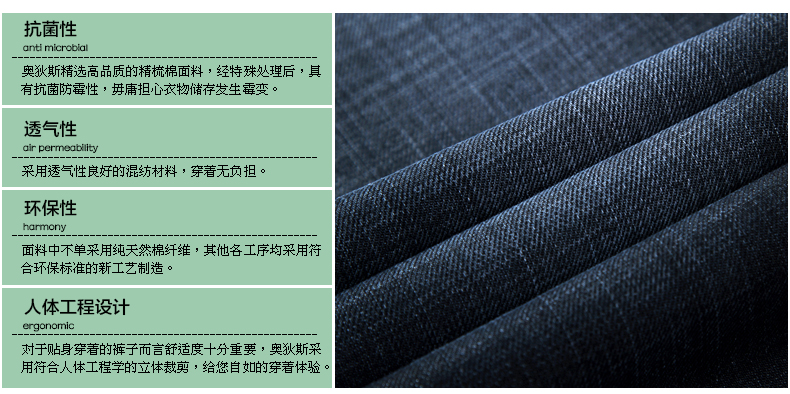 抗菌性
anti microbial
奥狄斯精选高品质的精梳棉面料，经特殊处理后，具
有抗菌防霉性，毋庸担心衣物储存发生霉变。
透气性
air permeability
采用透气性良好的混纺材料，穿着无负担。
环保性
harmony
面料中不单采用纯天然棉纤维，其他各工序均采用符
合环保标准的新工艺制造。
人体工程设计
ergonomic
对于贴身穿着的裤子而言舒适度十分重要，奥狄斯采
用符合人体工程学的立体裁剪，给您自如的穿着体验。